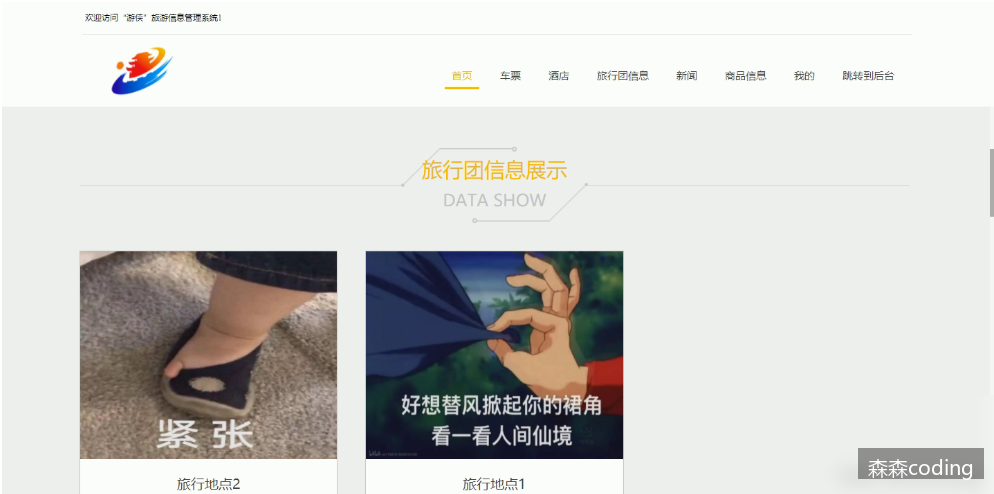 欢迎访问“游侠”旅游信息管理系统！
首页 车票 酒店 旅行团信息 新闻 商品信息 我的 跳转到后台
旅行团信息展示
DATA SHOW
紧 张
好想替风掀起你的裙角
看一看人间仙境
旅行地点2
旅行地点1
森森coding